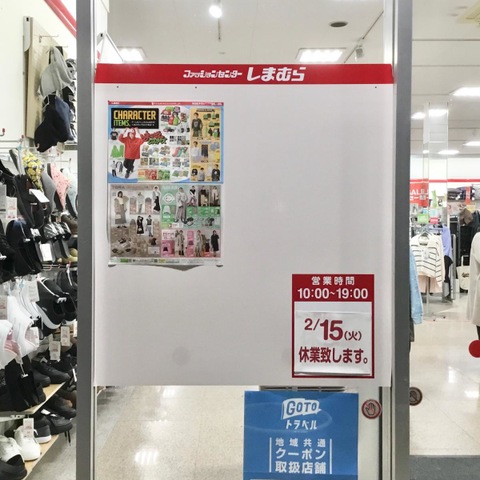 ファッションセンター しまむら
CHARACTER
ITEMS.
営業時間
10:00~19:00
2/15(火)
休業致します。
GOTO
トラベル
地域共通
クーポン
取扱店舗